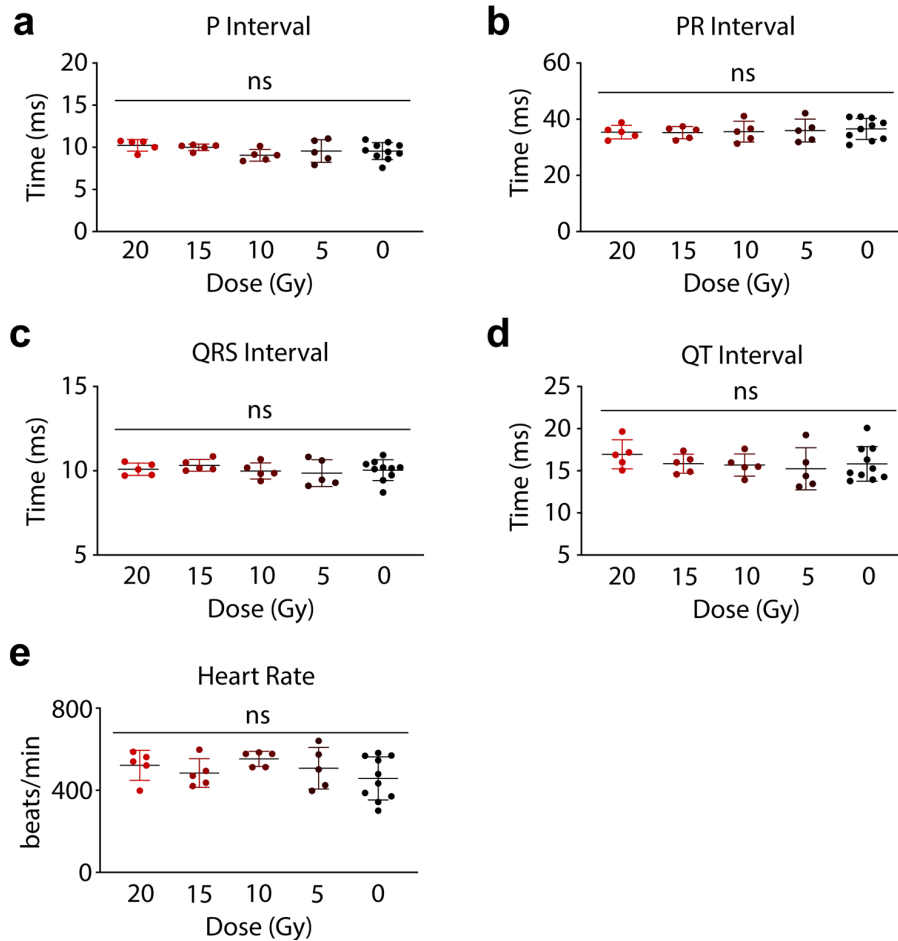 a
P Interval
ns
20
15
10
5
0
Time (ms)
20 15 10 5 0
Dose (Gy)
b
PR Interval
ns
60
40
20
0
Time (ms)
20 15 10 5 0
Dose (Gy)
c
QRS Interval
ns
15
10
5
Time (ms)
20 15 10 5 0
Dose (Gy)
d
QT Interval
ns
25
20
15
10
5
Time (ms)
20 15 10 5 0
Dose (Gy)
e
Heart Rate
ns
800
400
0
beats/min
20 15 10 5 0
Dose (Gy)